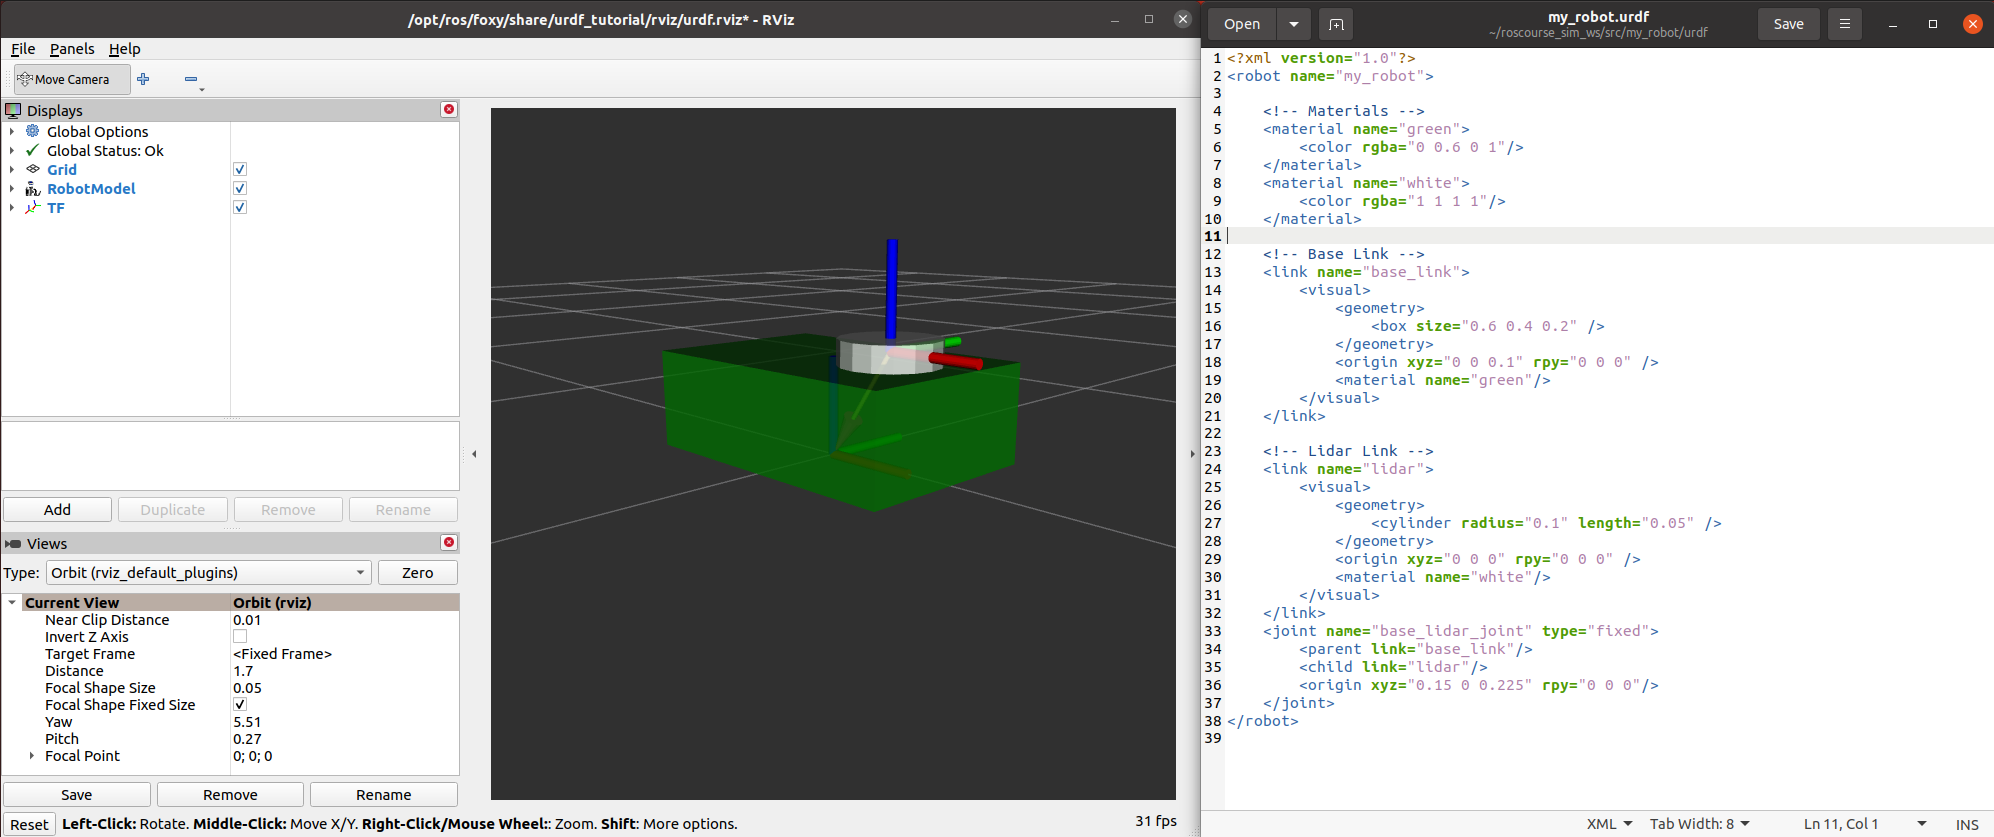 /opt/ros/foxy/share/urdf_tutorial/rviz/urdf.rviz* - RViz
File Panels Help
Move Camera
Displays
Global Options
Global Status: Ok
Grid
RobotModel
TF
Add Duplicate Remove Rename
Views
Type: Orbit (rviz_default_plugins) Zero
Current View Orbit (rviz)
Near Clip Distance 0.01
Invert Z Axis
Target Frame <Fixed Frame>
Distance 1.7
Focal Shape Size 0.05
Focal Shape Fixed Size
Yaw 5.51
Pitch 0.27
Focal Point 0; 0; 0
Save Remove Rename
Reset Left-Click: Rotate. Middle-Click: Move X/Y. Right-Click/Mouse Wheel:: Zoom. Shift: More options. 31 fps
Open my_robot.urdf Save
~/roscourse_sim_ws/src/my_robot/urdf
1 <?xml version="1.0"?>
2 <robot name="my_robot">
3
4     <!-- Materials -->
5     <material name="green">
6         <color rgba="0 0.6 0 1"/>
7     </material>
8     <material name="white">
9         <color rgba="1 1 1 1"/>
10     </material>
11
12     <!-- Base Link -->
13     <link name="base_link">
14         <visual>
15             <geometry>
16                 <box size="0.6 0.4 0.2" />
17             </geometry>
18             <origin xyz="0 0 0.1" rpy="0 0 0" />
19             <material name="green"/>
20         </visual>
21     </link>
22
23     <!-- Lidar Link -->
24     <link name="lidar">
25         <visual>
26             <geometry>
27                 <cylinder radius="0.1" length="0.05" />
28             </geometry>
29             <origin xyz="0 0 0" rpy="0 0 0" />
30             <material name="white"/>
31         </visual>
32     </link>
33     <joint name="base_lidar_joint" type="fixed">
34         <parent link="base_link"/>
35         <child link="lidar"/>
36         <origin xyz="0.15 0 0.225" rpy="0 0 0"/>
37     </joint>
38 </robot>
39
XML Tab Width: 8 Ln 11, Col 1 INS